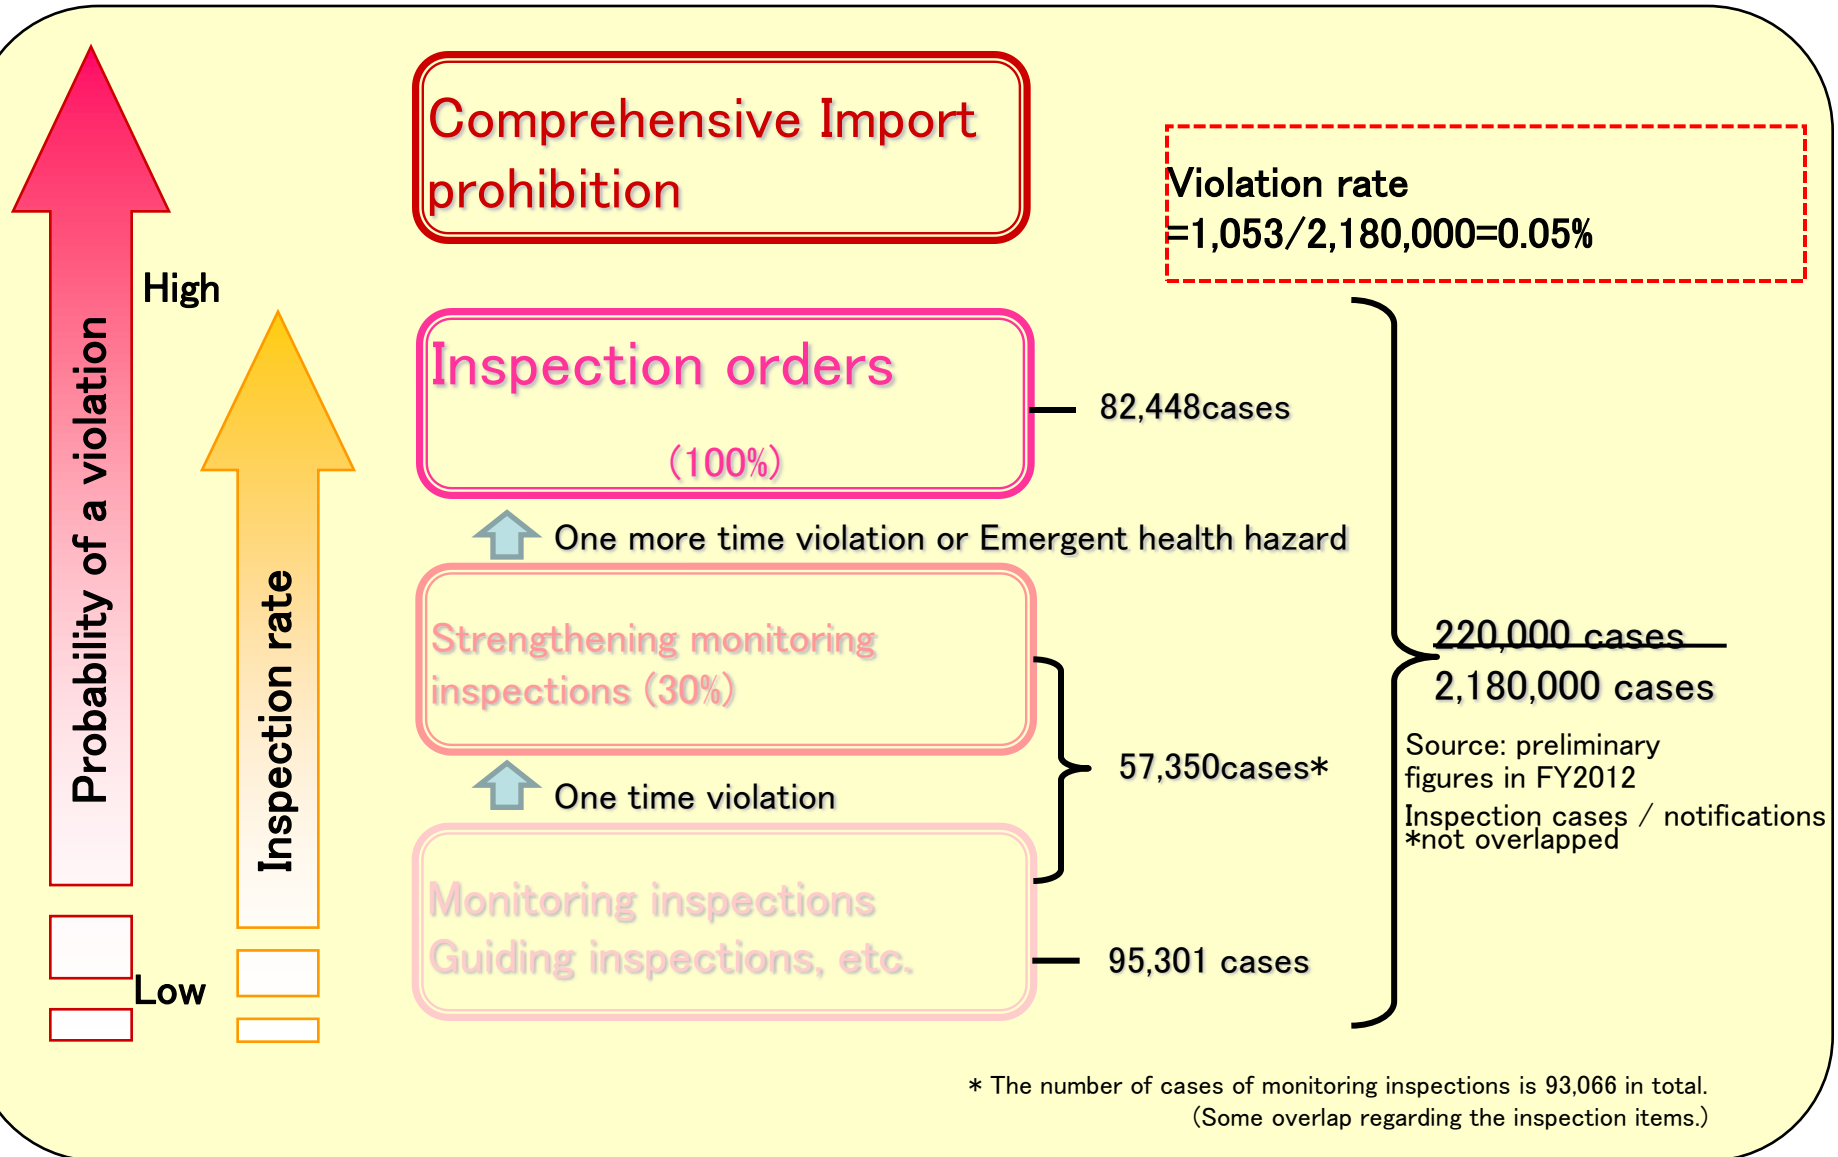 Comprehensive Import
prohibition
Violation rate
=1,053/2,180,000=0.05%
High
Probability of a violation
Inspection rate
Low
Inspection orders
(100%)
82,448cases
One more time violation or Emergent health hazard
Strengthening monitoring
inspections (30%)
57,350cases*
One time violation
Monitoring inspections
Guiding inspections, etc.
95,301 cases
220,000 cases
2,180,000 cases
Source: preliminary
figures in FY2012
Inspection cases / notifications
*not overlapped
* The number of cases of monitoring inspections is 93,066 in total.
(Some overlap regarding the inspection items.)